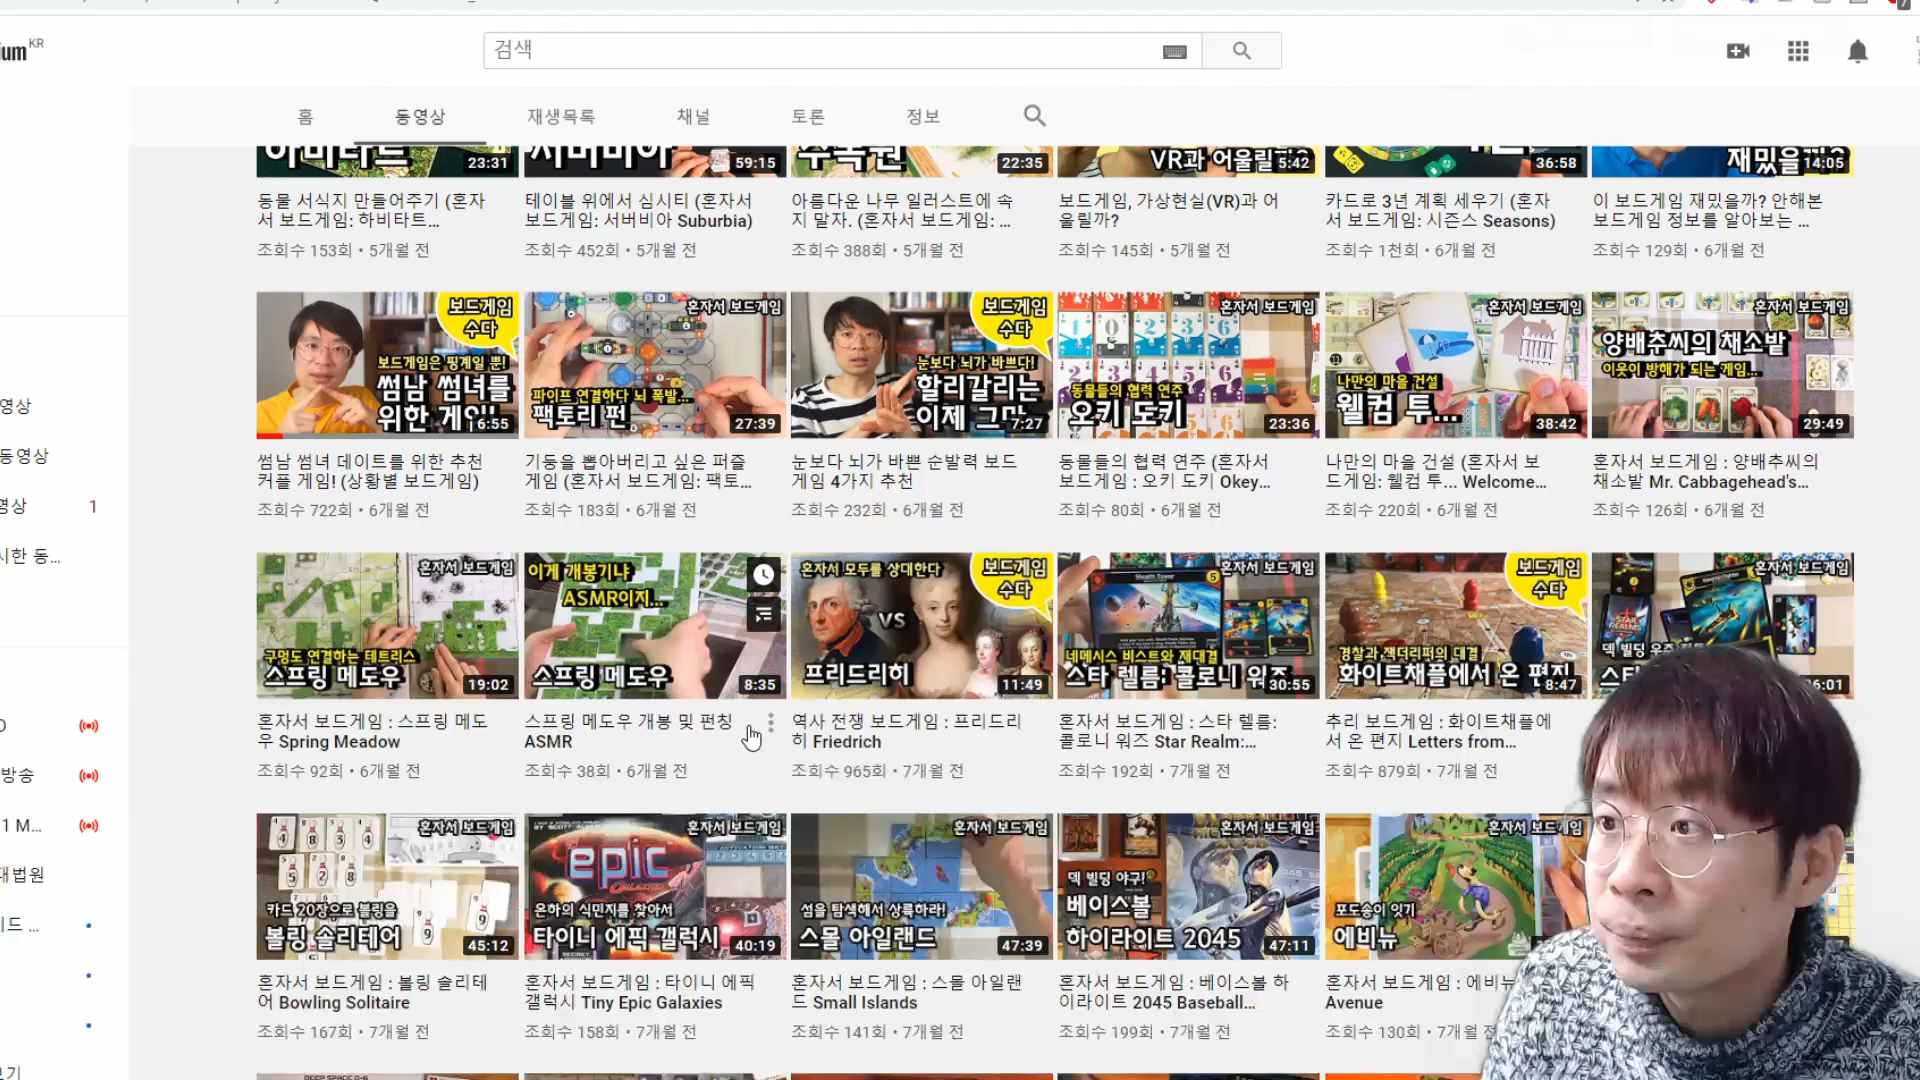 KR
검색
홈
동영상
재생목록
채널
토론
정보
23:31
59:15
22:35
VR과 어울릴까?
5:42
36:58
재밌을까?
14:05
동물 서식지 만들어주기 (혼자
서 보드게임: 하비타트...
조회수 153회 • 5개월 전
테이블 위에서 심시티 (혼자서
보드게임: 서버비아 Suburbia)
조회수 452회 • 5개월 전
아름다운 나무 일러스트에 속
지 말자. (혼자서 보드게임: ...
조회수 388회 • 5개월 전
보드게임, 가상현실(VR)과 어
울릴까?
조회수 145회 • 5개월 전
카드로 3년 계획 세우기 (혼자
서 보드게임: 시즌스 Seasons)
조회수 1천회 • 6개월 전
이 보드게임 재밌을까? 안해본
보드게임 정보를 알아보는 ...
조회수 129회 • 6개월 전
보드게임
수다
보드게임은 핑계일 뿐!
썸남 썸녀를
위한 게임!!
6:55
혼자서 보드게임
파이프 연결하다 뇌 폭발...
팩토리 펀
27:39
보드게임
수다
눈보다 뇌가 바쁘다!
할리갈리는
이제 그만
7:27
혼자서 보드게임
동물들의 협력 연주
오키 도키
23:36
혼자서 보드게임
나만의 마을 건설
웰컴 투...
38:42
혼자서 보드게임
양배추씨의 채소밭
이웃이 방해가 되는 게임...
29:49
썸남 썸녀 데이트를 위한 추천
커플 게임! (상황별 보드게임)
조회수 722회 • 6개월 전
기둥을 뽑아버리고 싶은 퍼즐
게임 (혼자서 보드게임: 팩토...
조회수 183회 • 6개월 전
눈보다 뇌가 바쁜 순발력 보드
게임 4가지 추천
조회수 232회 • 6개월 전
동물들의 협력 연주 (혼자서
보드게임 : 오키 도키 Okey...
조회수 80회 • 6개월 전
나만의 마을 건설 (혼자서 보
드게임: 웰컴 투... Welcome...
조회수 220회 • 6개월 전
혼자서 보드게임 : 양배추씨의
채소밭 Mr. Cabbagehead's...
조회수 126회 • 6개월 전
영상
동영상
영상
1
시한 동...
혼자서 보드게임
구멍도 연결하는 테트리스
스프링 메도우
19:02
이게 개봉기냐
ASMR이지...
스프링 메도우
8:35
혼자서 모두를 상대한다
보드게임
수다
VS
프리드리히
11:49
Stealth Tower
5
혼자서 보드게임
네메시스 비스트와 재대결
스타 렐름: 콜로니 워즈
30:55
보드게임
수다
경찰과 잭더리퍼의 대결
화이트채플에서 온 편지
8:47
혼자서 보드게임
STAR
REALMS
6:01
혼자서 보드게임 : 스프링 메도
우 Spring Meadow
조회수 92회 • 6개월 전
스프링 메도우 개봉 및 펀칭
ASMR
조회수 38회 • 6개월 전
역사 전쟁 보드게임 : 프리드리
히 Friedrich
조회수 965회 • 7개월 전
혼자서 보드게임 : 스타 렐름:
콜로니 워즈 Star Realm:...
조회수 192회 • 7개월 전
추리 보드게임 : 화이트채플에
서 온 편지 Letters from...
조회수 879회 • 7개월 전
방송
1 M...
대법원
혼자서 보드게임
카드 20장으로 볼링을
볼링 솔리테어
45:12
혼자서 보드게임
epic
은하의 식민지를 찾아서
타이니 에픽 갤럭시
40:19
혼자서 보드게임
섬을 탐색해서 상륙하라!
스몰 아일랜드
47:39
혼자서 보드게임
덱 빌딩 야구!
베이스볼
하이라이트 2045
47:11
혼자서 보드게임
포도송이 잇기
에비뉴
혼자서 보드게임 : 볼링 솔리테
어 Bowling Solitaire
조회수 167회 • 7개월 전
혼자서 보드게임 : 타이니 에픽
갤럭시 Tiny Epic Galaxies
조회수 158회 • 7개월 전
혼자서 보드게임 : 스몰 아일랜
드 Small Islands
조회수 141회 • 7개월 전
혼자서 보드게임 : 베이스볼 하
이라이트 2045 Baseball...
조회수 199회 • 7개월 전
혼자서 보드게임 : 에비뉴
Avenue
조회수 130회 • 7개월 전